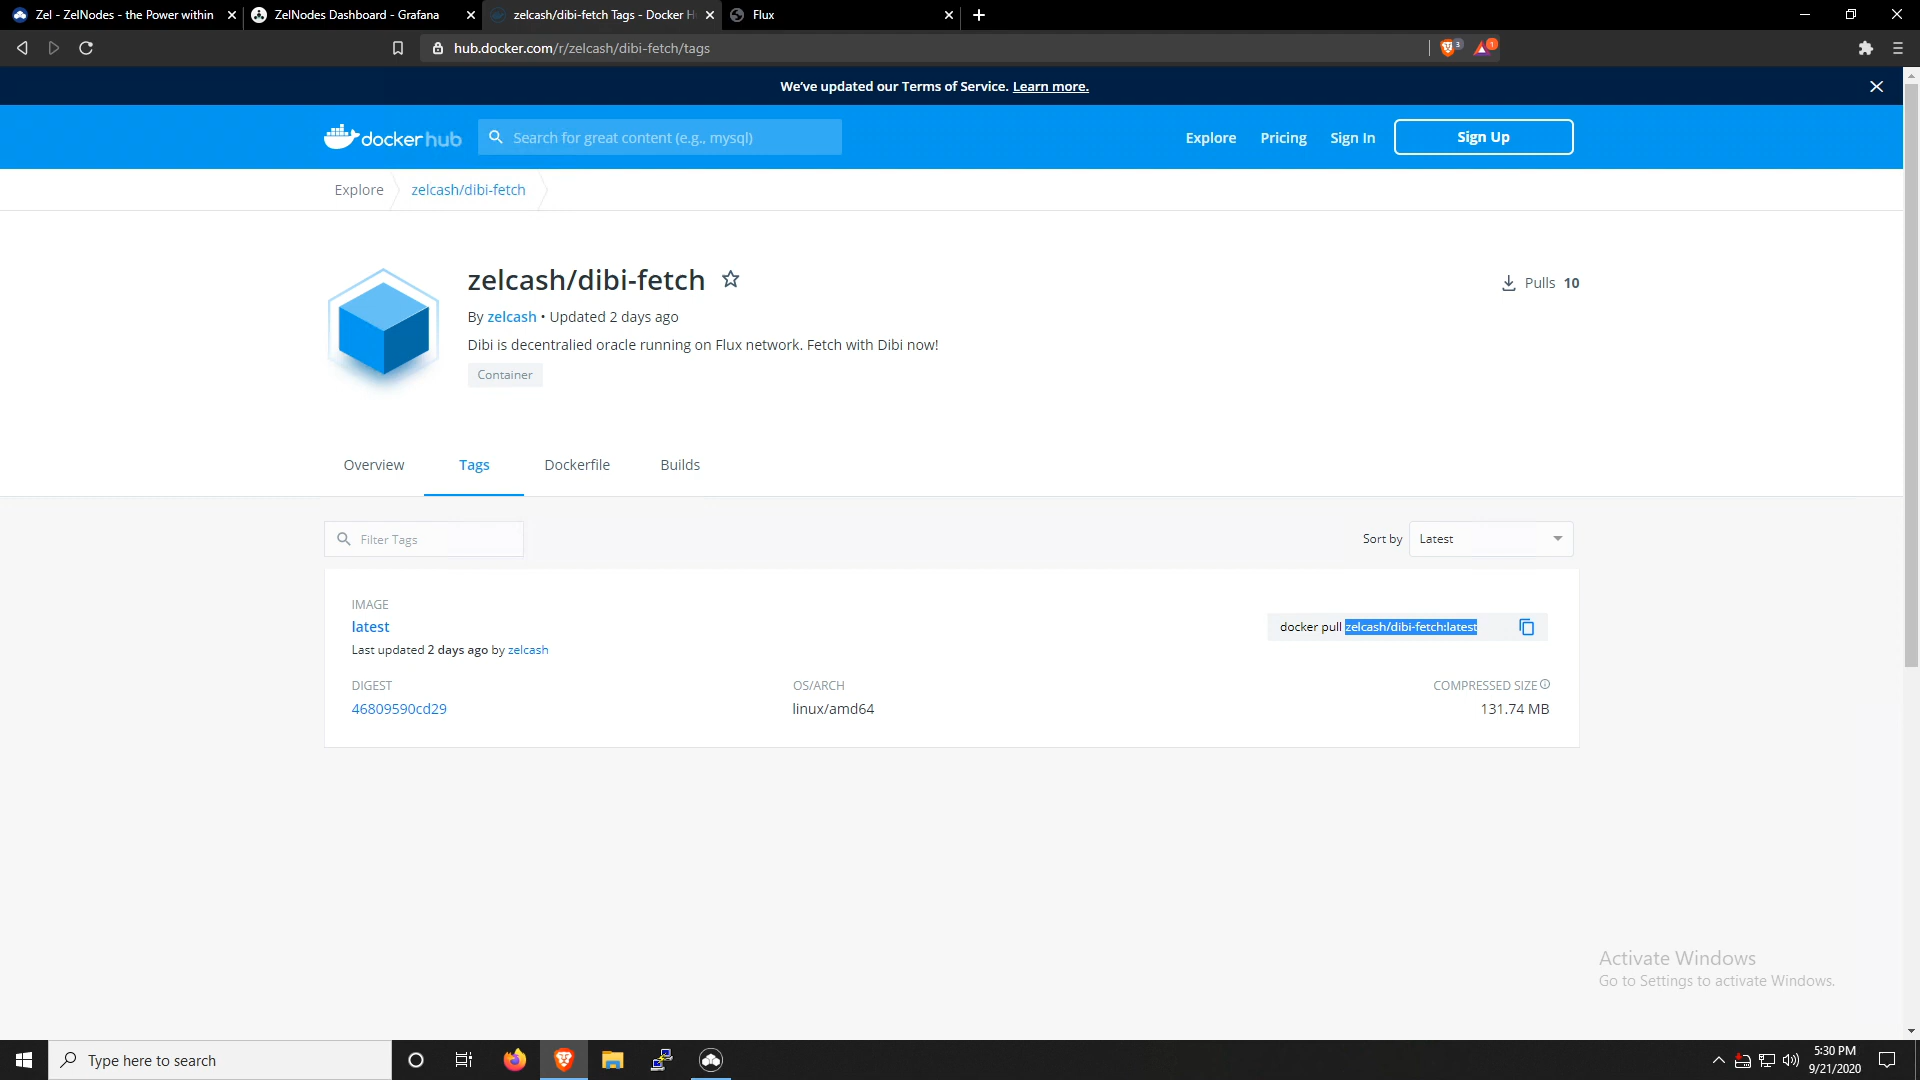 Zel - ZelNodes - the Power within
ZelNodes Dashboard - Grafana
zelcash/dibi-fetch Tags - Docker H
Flux
hub.docker.com/r/zelcash/dibi-fetch/tags
3
1
We've updated our Terms of Service. Learn more.
docker hub
Search for great content (e.g., mysql)
Explore
Pricing
Sign In
Sign Up
Explore
zelcash/dibi-fetch
zelcash/dibi-fetch
Pulls 10
By zelcash • Updated 2 days ago
Dibi is decentralied oracle running on Flux network. Fetch with Dibi now!
Container
Overview
Tags
Dockerfile
Builds
Filter Tags
Sort by
Latest
IMAGE
latest
docker pull zelcash/dibi-fetch:latest
Last updated 2 days ago by zelcash
DIGEST
OS/ARCH
COMPRESSED SIZE
46809590cd29
linux/amd64
131.74 MB
Activate Windows
Go to Settings to activate Windows.
Type here to search
5:30 PM
9/21/2020